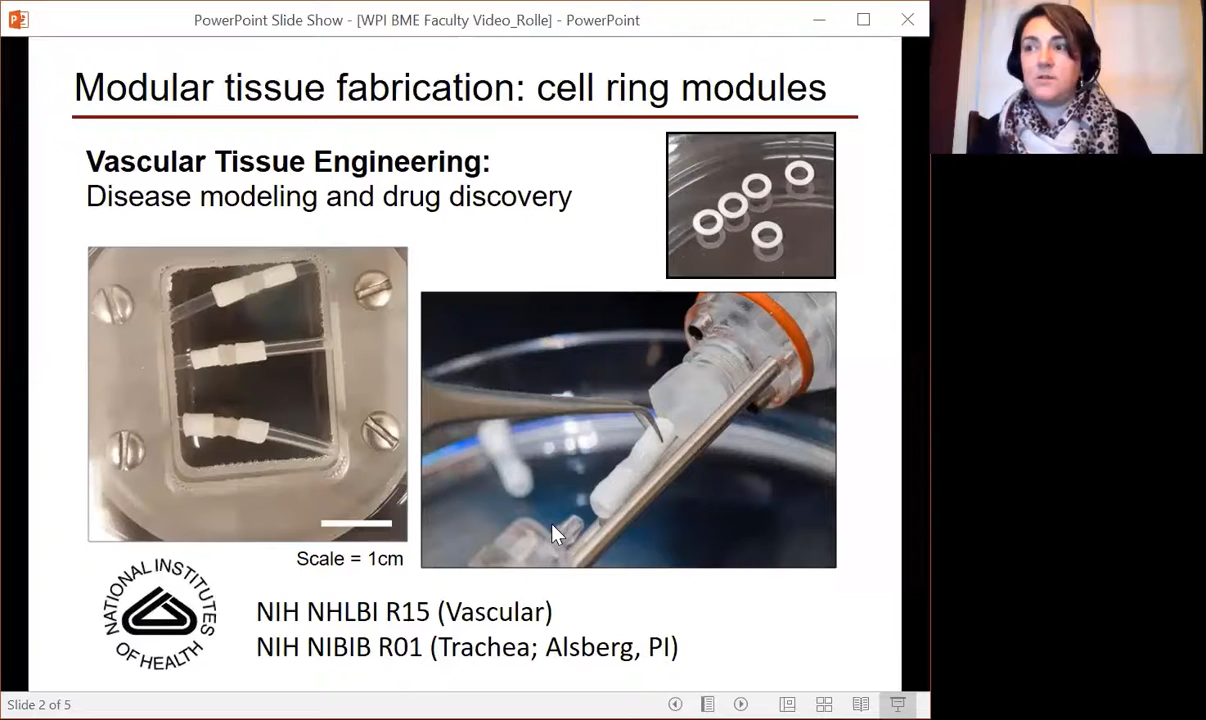 PowerPoint Slide Show - [WPI BME Faculty Video_Rolle] - PowerPoint
Modular tissue fabrication: cell ring modules
Vascular Tissue Engineering:
Disease modeling and drug discovery
Scale = 1cm
NATIONAL INSTITUTES
OF HEALTH
NIH NHLBI R15 (Vascular)
NIH NIBIB R01 (Trachea; Alsberg, PI)
Slide 2 of 5